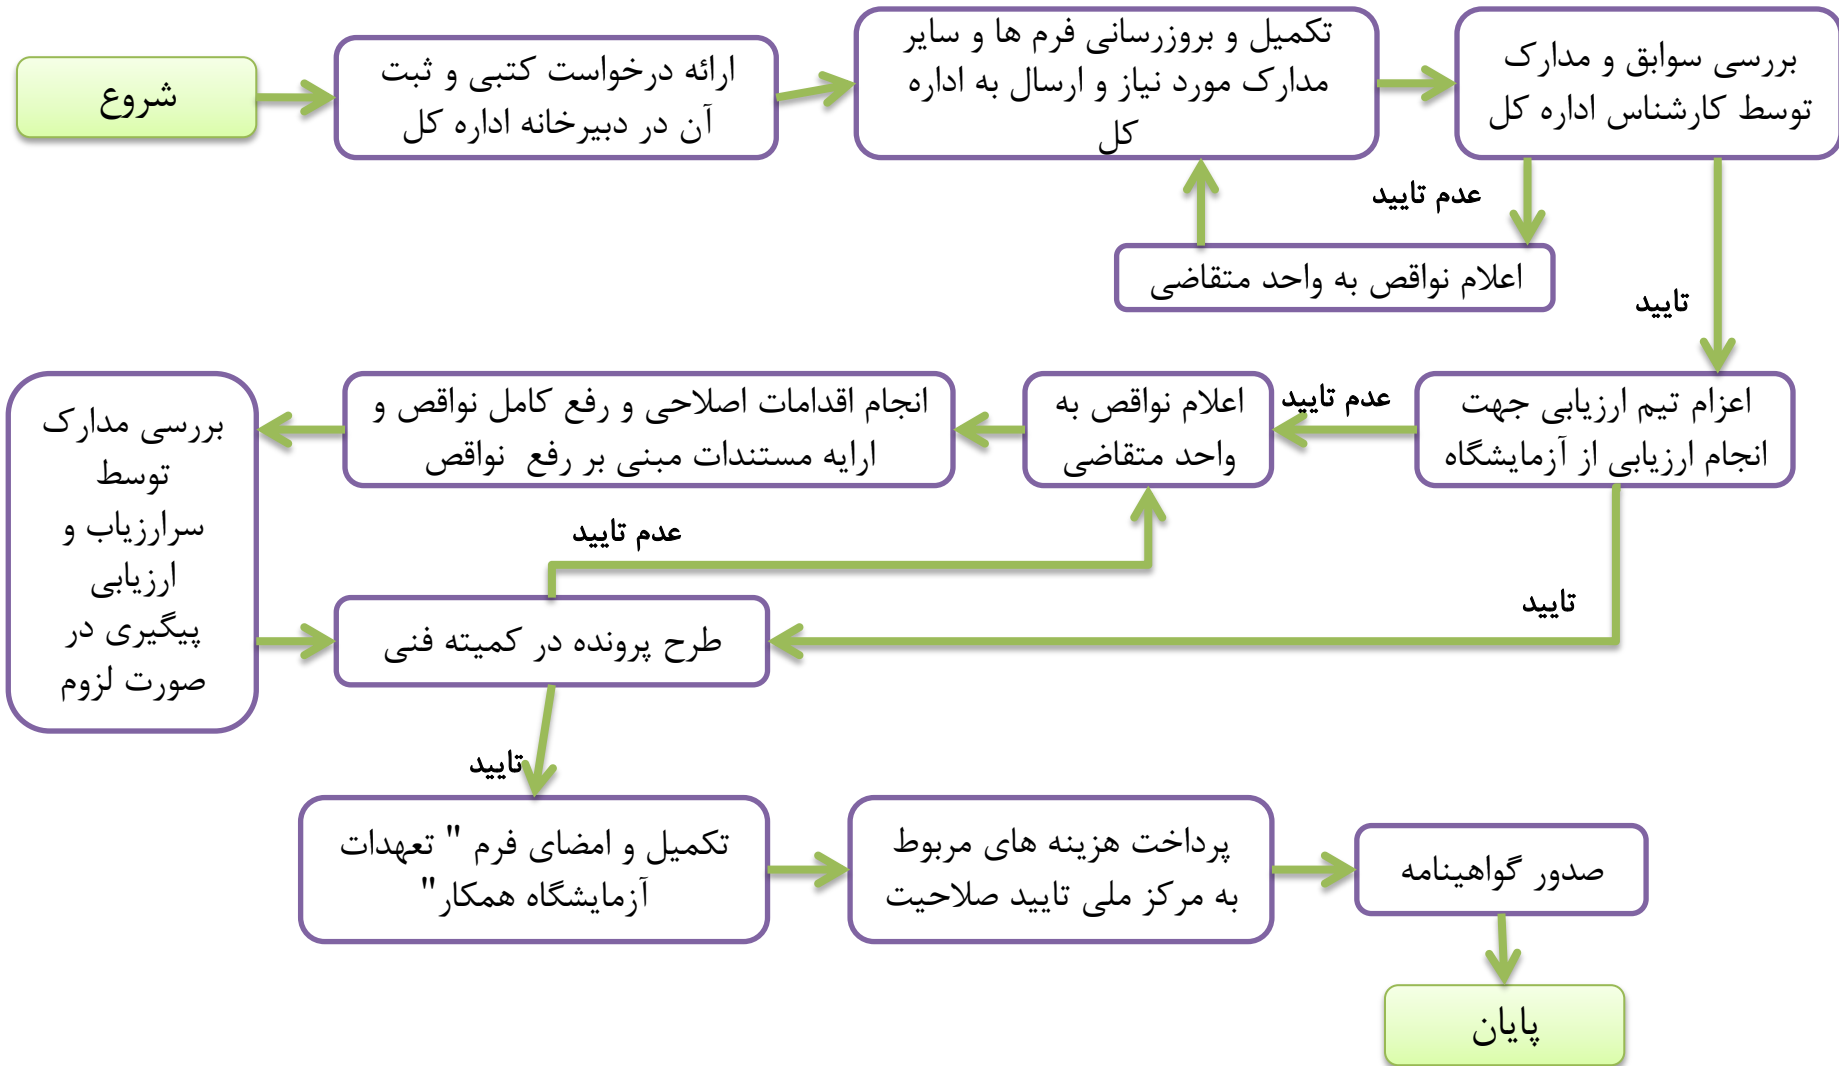 شروع
ارائه درخواست کتبی و ثبت
آن در دبیرخانه اداره کل
تکمیل و بروزرسانی فرم ها و سایر
مدارک مورد نیاز و ارسال به اداره
کل
بررسی سوابق و مدارک
توسط کارشناس اداره کل
عدم تایید
اعلام نواقص به واحد متقاضی
تایید
اعزام تیم ارزیابی جهت
انجام ارزیابی از آزمایشگاه
عدم تایید
اعلام نواقص به
واحد متقاضی
انجام اقدامات اصلاحی و رفع کامل نواقص و
ارایه مستندات مبنی بر رفع نواقص
بررسی مدارک
توسط
سرارزیاب و
ارزیابی
پیگیری در
صورت لزوم
عدم تایید
تایید
طرح پرونده در کمیته فنی
تایید
تکمیل و امضای فرم " تعهدات
آزمایشگاه همکار"
پرداخت هزینه های مربوط
به مرکز ملی تایید صلاحیت
صدور گواهینامه
پایان